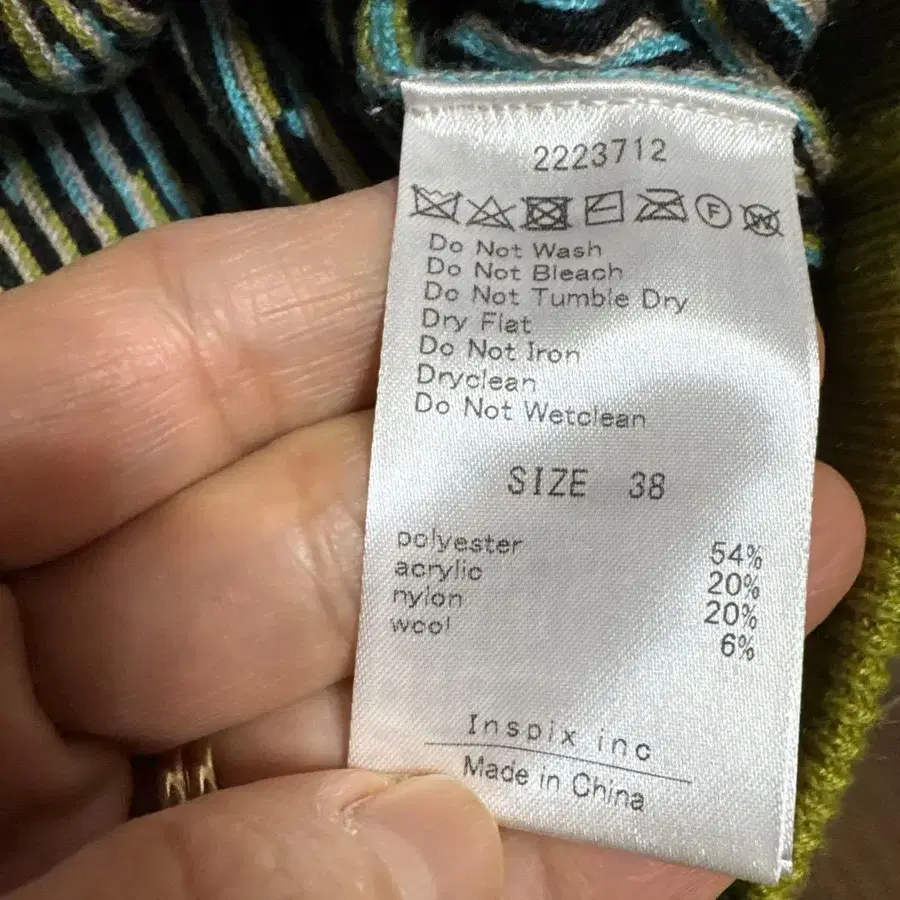 2223712
F W
Do Not Wash
Do Not Bleach
Do Not Tumble Dry
Dry Flat
Do Not Iron
Dryclean
Do Not Wetclean
SIZE 38
polyester 54%
acrylic 20%
nylon 20%
wool 6%
Inspix inc
Made in China